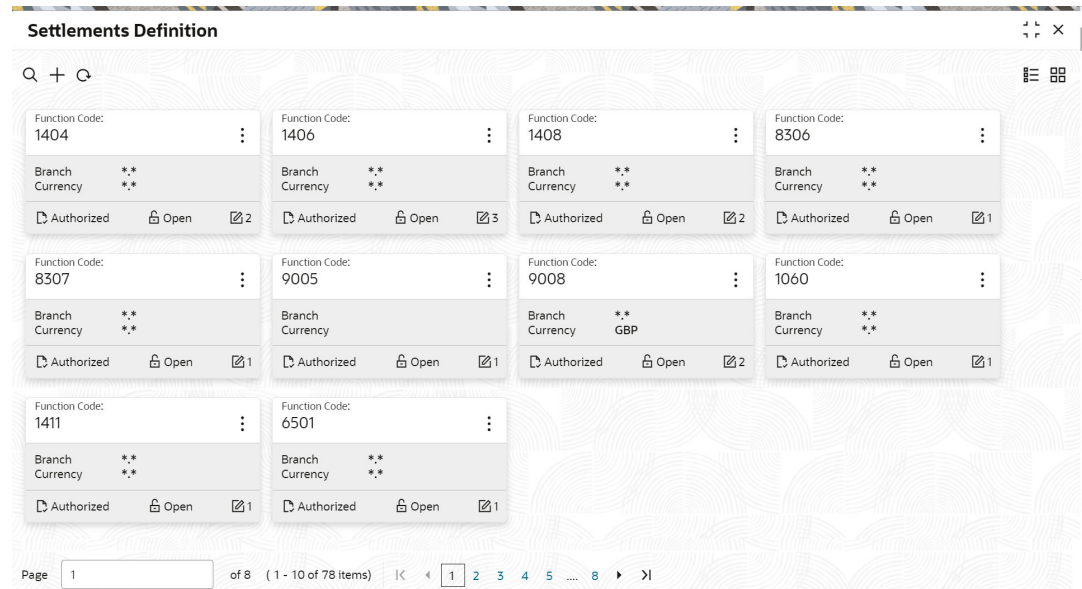 Settlements Definition
Function Code:
1404
Branch *.*
Currency *.*
Authorized Open 2
Function Code:
1406
Branch *.*
Currency *.*
Authorized Open 3
Function Code:
1408
Branch *.*
Currency *.*
Authorized Open 2
Function Code:
8306
Branch *.*
Currency *.*
Authorized Open 1
Function Code:
8307
Branch *.*
Currency *.*
Authorized Open 1
Function Code:
9005
Branch
Currency
Authorized Open 1
Function Code:
9008
Branch *.*
Currency GBP
Authorized Open 2
Function Code:
1060
Branch *.*
Currency *.*
Authorized Open 1
Function Code:
1411
Branch *.*
Currency *.*
Authorized Open 1
Function Code:
6501
Branch *.*
Currency *.*
Authorized Open 1
Page 1 of 8 ( 1 - 10 of 78 items) 1 2 3 4 5 .... 8